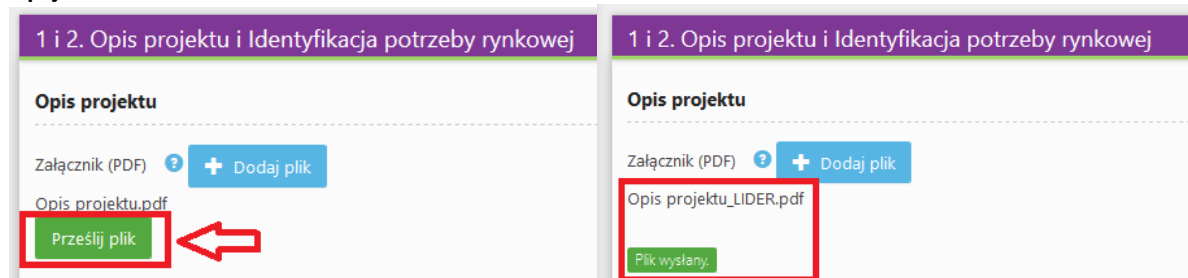 1 i 2. Opis projektu i Identyfikacja potrzeby rynkowej
Opis projektu
Załącznik (PDF) ? + Dodaj plik
Opis projektu.pdf
Prześlij plik
1 i 2. Opis projektu i Identyfikacja potrzeby rynkowej
Opis projektu
Załącznik (PDF) ? + Dodaj plik
Opis projektu_LIDER.pdf
Plik wysłany.